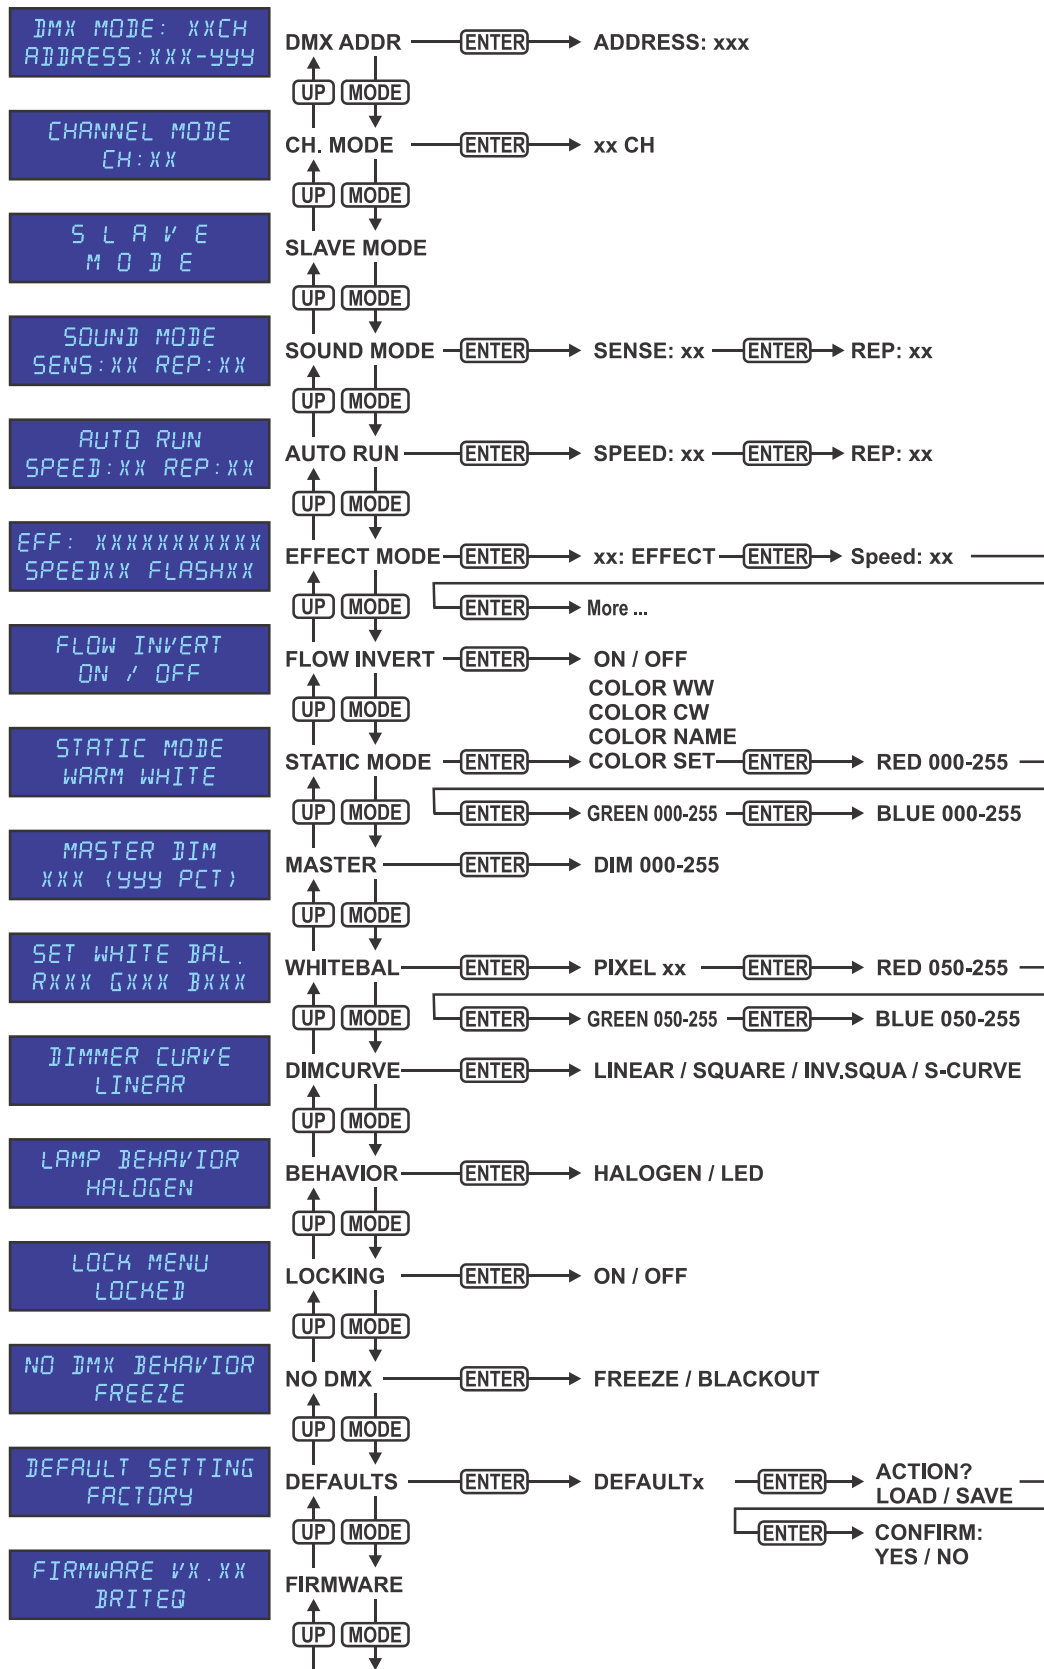 DMX MODE: XXCH
ADDRESS:XXX-YYY
DMX ADDR ENTER ADDRESS: xxx
UP MODE
CHANNEL MODE
CH:XX
CH. MODE ENTER xx CH
UP MODE
S L A V E
M O D E
SLAVE MODE
UP MODE
SOUND MODE
SENS:XX REP:XX
SOUND MODE ENTER SENSE: xx ENTER REP: xx
UP MODE
AUTO RUN
SPEED:XX REP:XX
AUTO RUN ENTER SPEED: xx ENTER REP: xx
UP MODE
EFF: XXXXXXXXXXX
SPEEDXX FLASHXX
EFFECT MODE ENTER xx: EFFECT ENTER Speed: xx
UP MODE ENTER More ...
FLOW INVERT
ON / OFF
FLOW INVERT ENTER ON / OFF
UP MODE
COLOR WW
COLOR CW
COLOR NAME
STATIC MODE
WARM WHITE
STATIC MODE ENTER COLOR SET ENTER RED 000-255
UP MODE ENTER GREEN 000-255 ENTER BLUE 000-255
MASTER DIM
XXX (YYY PCT)
MASTER ENTER DIM 000-255
UP MODE
SET WHITE BAL.
RXXX GXXX BXXX
WHITEBAL ENTER PIXEL xx ENTER RED 050-255
UP MODE ENTER GREEN 050-255 ENTER BLUE 050-255
DIMMER CURVE
LINEAR
DIMCURVE ENTER LINEAR / SQUARE / INV.SQUA / S-CURVE
UP MODE
LAMP BEHAVIOR
HALOGEN
BEHAVIOR ENTER HALOGEN / LED
UP MODE
LOCK MENU
LOCKED
LOCKING ENTER ON / OFF
UP MODE
NO DMX BEHAVIOR
FREEZE
NO DMX ENTER FREEZE / BLACKOUT
UP MODE
DEFAULT SETTING
FACTORY
DEFAULTS ENTER DEFAULTx ENTER ACTION?
LOAD / SAVE
UP MODE ENTER CONFIRM:
YES / NO
FIRMWARE VX.XX
BRITEQ
FIRMWARE
UP MODE